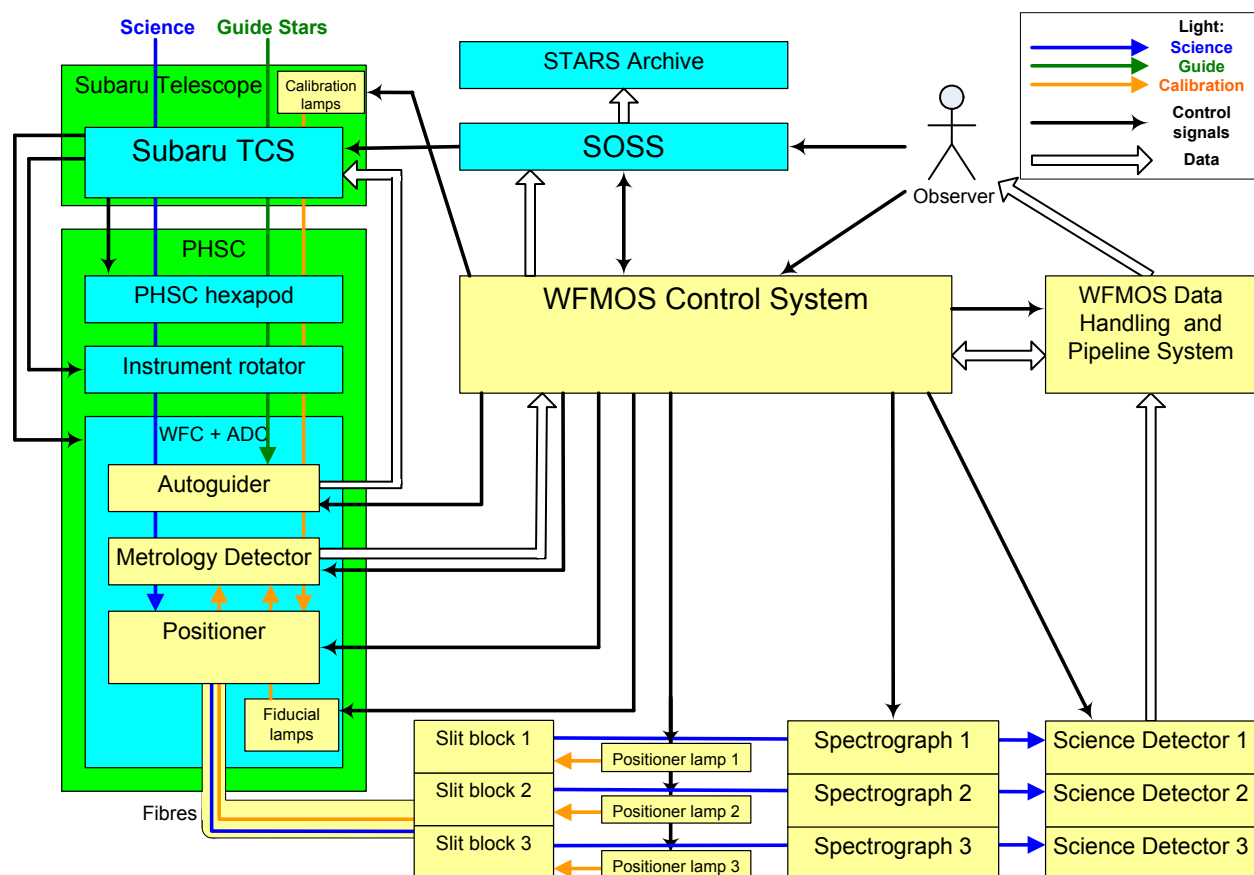 Science
Guide Stars
Light:
Science
Guide
Calibration
Control
signals
Data
Subaru Telescope
Calibration
lamps
STARS Archive
Subaru TCS
SOSS
Observer
PHSC
PHSC hexapod
WFMOS Control System
WFMOS Data
Handling and
Pipeline System
Instrument rotator
WFC + ADC
Autoguider
Metrology Detector
Positioner
Fiducial
lamps
Fibres
Slit block 1
Positioner lamp 1
Spectrograph 1
Science Detector 1
Slit block 2
Positioner lamp 2
Spectrograph 2
Science Detector 2
Slit block 3
Positioner lamp 3
Spectrograph 3
Science Detector 3